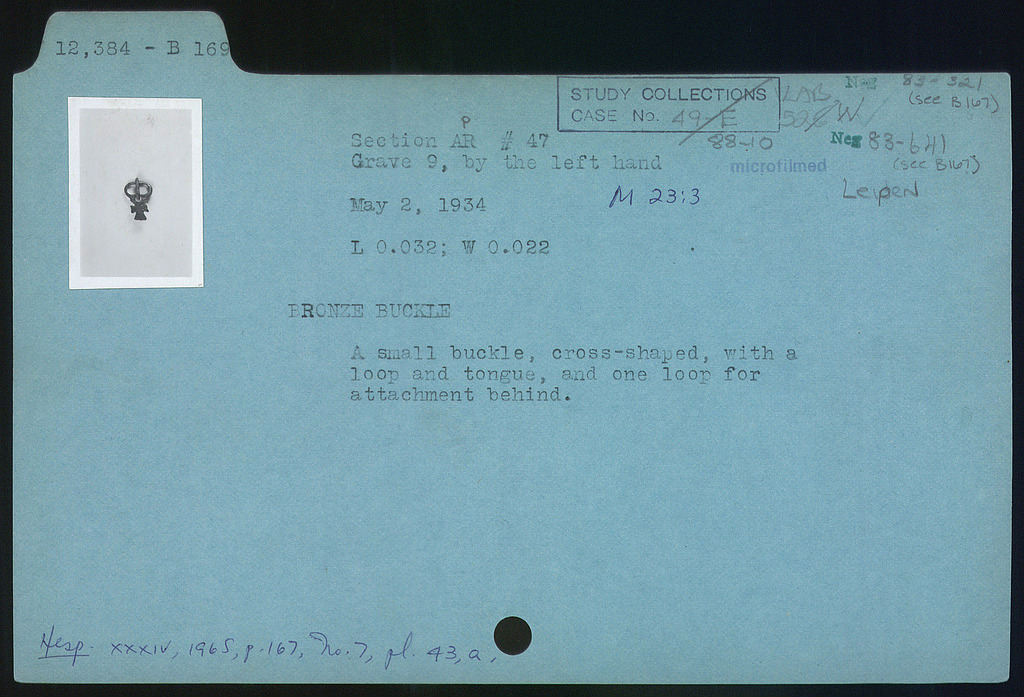 12,384 - B 169
STUDY COLLECTIONS
CASE No. 49-E
LAB
W
Neg 83-321
(see B167)
88-10
Neg 83-641
(see B167)
microfilmed
Leipen
P
Section AR # 47
Grave 9, by the left hand
May 2, 1934
M 23:3
L 0.032; W 0.022
BRONZE BUCKLE
A small buckle, cross-shaped, with a
loop and tongue, and one loop for
attachment behind.
Hesp. XXXIV, 1965, p. 167, No. 7, pl. 43, a.